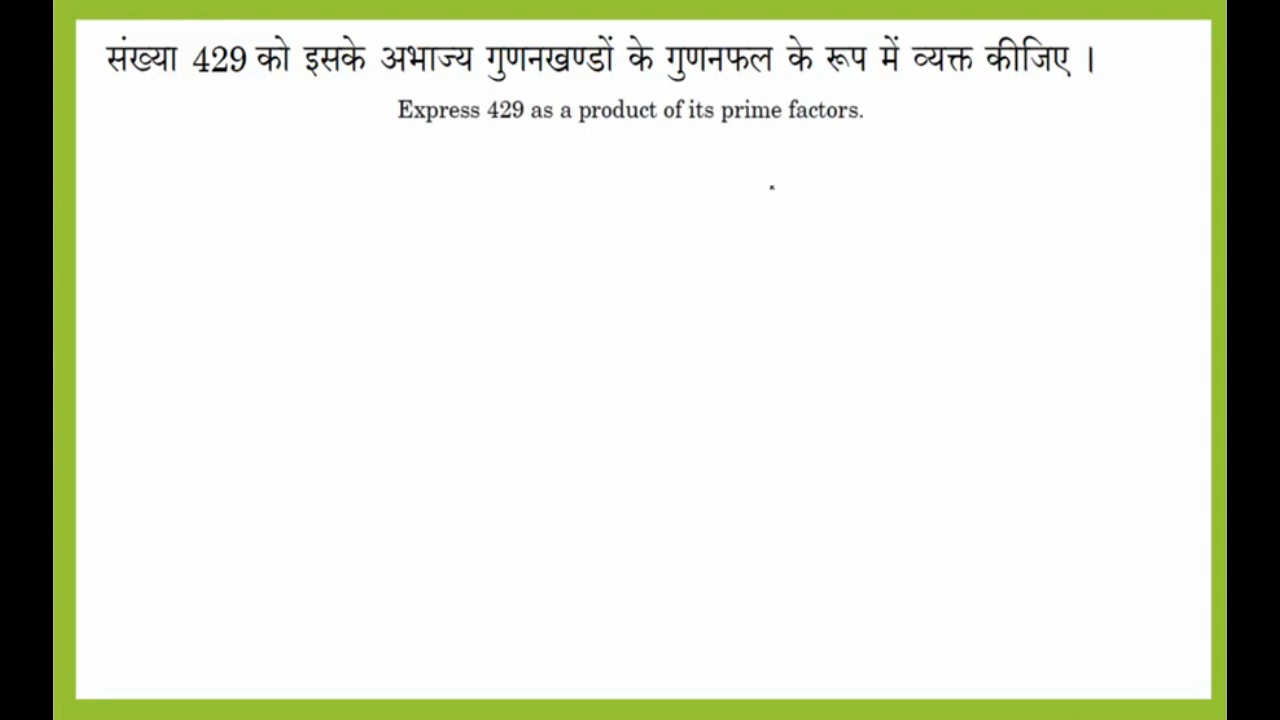 संख्या 429 को इसके अभाज्य गुणनखण्डों के गुणनफल के रूप में व्यक्त कीजिए ।
Express 429 as a product of its prime factors.